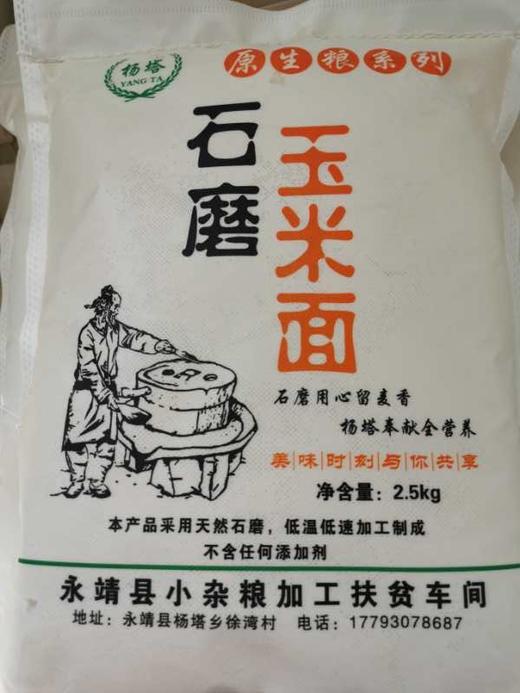 杨塔
YANG TA
原生粮系列
石磨
玉米面
石磨用心留麦香
杨塔奉献全营养
美味时刻与你共享
净含量：2.5kg
本产品采用天然石磨，低温低速加工制成
不含任何添加剂
永靖县小杂粮加工扶贫车间
地址：永靖县杨塔乡徐湾村 电话：17793078687